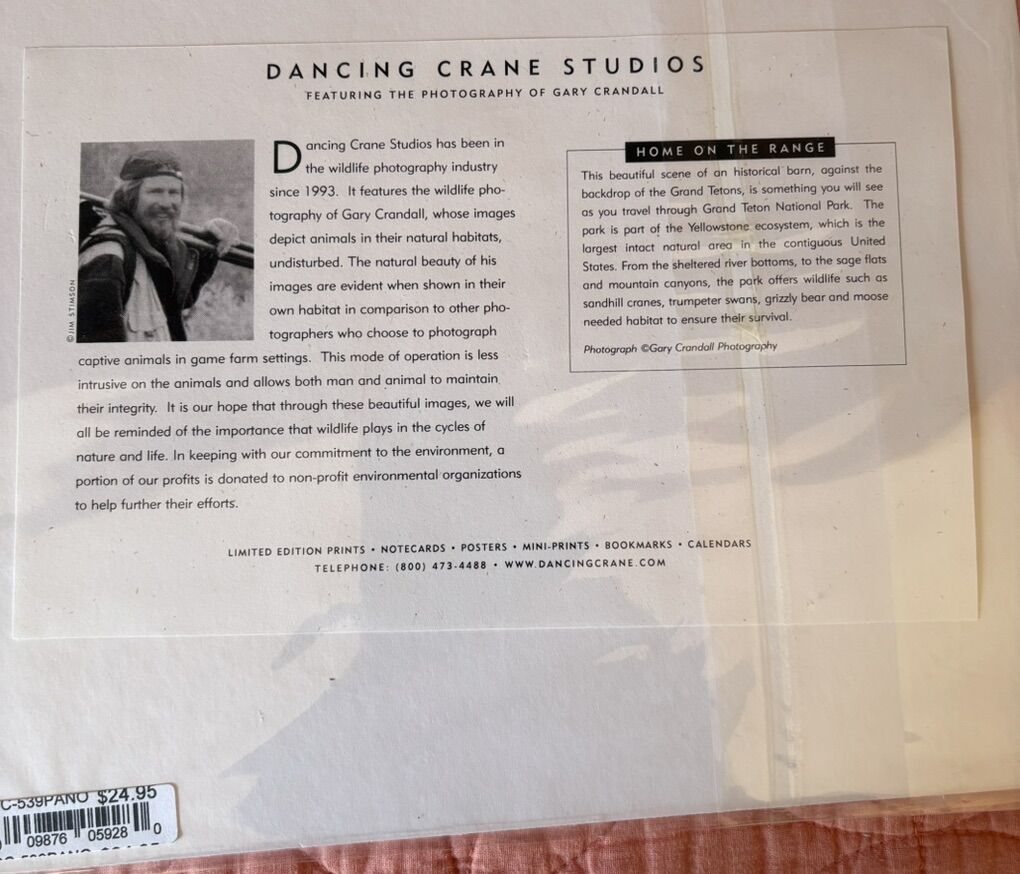 DANCING CRANE STUDIOS
FEATURING THE PHOTOGRAPHY OF GARY CRANDALL
Dancing Crane Studios has been in
the wildlife photography industry
since 1993. It features the wildlife pho-
tography of Gary Crandall, whose images
depict animals in their natural habitats,
undisturbed. The natural beauty of his
images are evident when shown in their
own habitat in comparison to other pho-
tographers who choose to photograph
captive animals in game farm settings. This mode of operation is less
intrusive on the animals and allows both man and animal to maintain
their integrity. It is our hope that through these beautiful images, we will
all be reminded of the importance that wildlife plays in the cycles of
nature and life. In keeping with our commitment to the environment, a
portion of our profits is donated to non-profit environmental organizations
to help further their efforts.
©JIM STIMSON
HOME ON THE RANGE
This beautiful scene of an historical barn, against the
backdrop of the Grand Tetons, is something you will see
as you travel through Grand Teton National Park. The
park is part of the Yellowstone ecosystem, which is the
largest intact natural area in the contiguous United
States. From the sheltered river bottoms, to the sage flats
and mountain canyons, the park offers wildlife such as
sandhill cranes, trumpeter swans, grizzly bear and moose
needed habitat to ensure their survival.
Photograph ©Gary Crandall Photography
LIMITED EDITION PRINTS • NOTECARDS • POSTERS • MINI-PRINTS • BOOKMARKS • CALENDARS
TELEPHONE: (800) 473-4488 • WWW.DANCINGCRANE.COM
C-539PANO $24.95
09876 05928 0